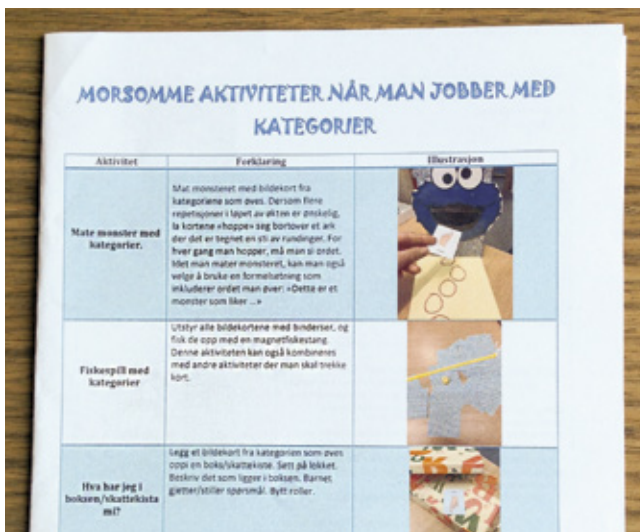 MORSOMME AKTIVITETER NÅR MAN JOBBER MED
KATEGORIER
Aktivitet
Forklaring
Illustrasjon
Mate monster med
kategorier.
Mat monsteret med bildekort fra
kategoriene som øves. Dersom flere
repetisjoner i løpet av økten er ønskelig,
la kortene «hoppe» seg bortover et ark
der det er tegnet en sti av rundinger. For
hver gang man hopper, må man si ordet.
Idet man mater monsteret, kan man også
velge å bruke en formelsetning som
inkluderer ordet man øver: «Dette er et
monster som liker ...»
Fiskespill med
kategorier
Utstyr alle bildekortene med binderser, og
fisk de opp med en magnetfiskestang.
Denne aktiviteten kan også kombineres
med andre aktiviteter der man skal trekke
kort.
Hva har jeg i
boksen/skattekista
mi?
Legg et bildekort fra kategorien som øves
oppi en boks/skattekiste. Sett på lokket.
Beskriv det som ligger i boksen. Barnet
gjetter/stiller spørsmål. Bytt roller.